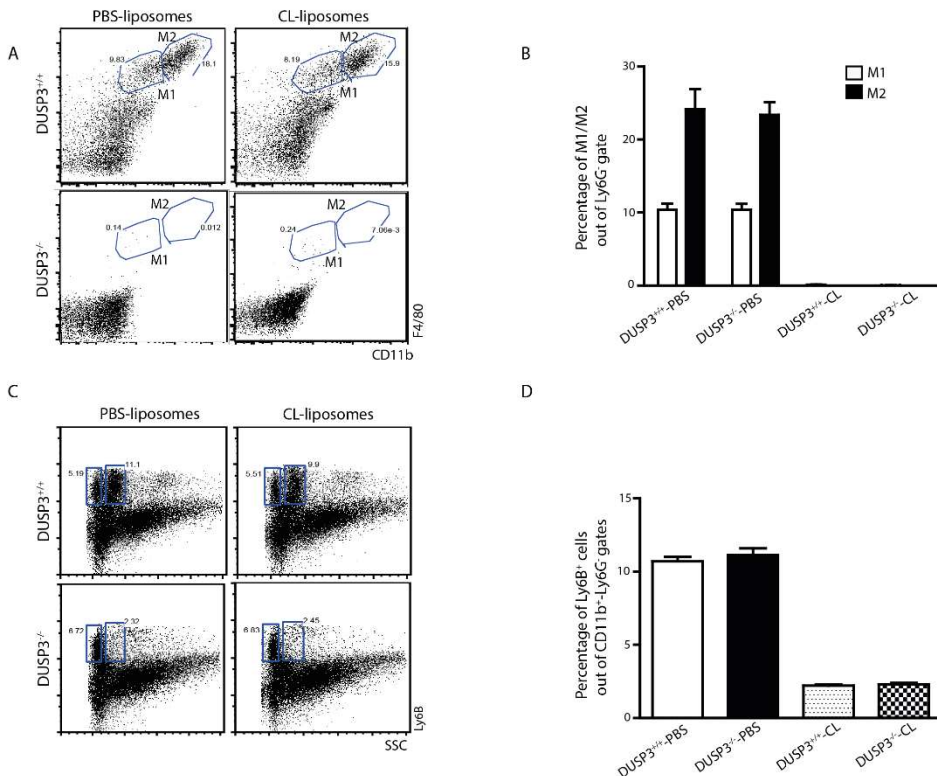 A
PBS-liposomes
CL-liposomes
DUSP3+/+
M2
9.83
16.1
M1
M2
8.19
15.9
M1
DUSP3-/-
M2
0.14
0.012
M1
M2
0.24
7.06e-3
M1
F4/80
CD11b
B
Percentage of M1/M2
out of Ly6G- gate
30
20
10
0
M1
M2
DUSP3+/+-PBS
DUSP3-/--PBS
DUSP3+/+-CL
DUSP3-/--CL
C
PBS-liposomes
CL-liposomes
DUSP3+/+
5.19
11.1
5.51
9.9
DUSP3-/-
6.72
2.32
6.83
2.45
Ly6B
SSC
D
Percentage of Ly6B+ cells
out of CD11b+-Ly6G- gates
15
10
5
0
DUSP3+/+-PBS
DUSP3-/--PBS
DUSP3+/+-CL
DUSP3-/--CL